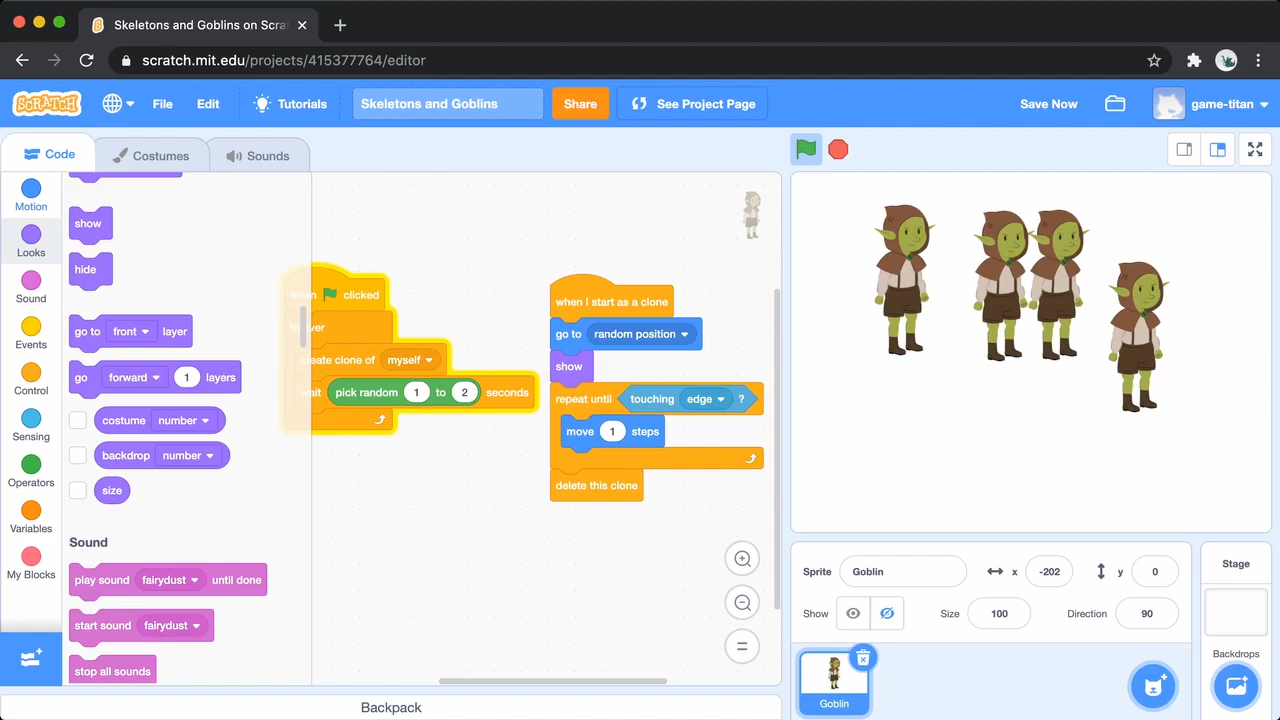 Skeletons and Goblins on Scra
scratch.mit.edu/projects/415377764/editor
SCRATCH
File
Edit
Tutorials
Skeletons and Goblins
Share
See Project Page
Save Now
game-titan
Code
Costumes
Sounds
Motion
Looks
Sound
Events
Control
Sensing
Operators
Variables
My Blocks
show
hide
go to front layer
go forward 1 layers
costume number
backdrop number
size
Sound
play sound fairydust until done
start sound fairydust
stop all sounds
when clicked
forever
create clone of myself
wait pick random 1 to 2 seconds
when I start as a clone
go to random position
show
repeat until touching edge ?
move 1 steps
delete this clone
Backpack
Sprite Goblin x -202 y 0
Show Size 100 Direction 90
Goblin
Stage
Backdrops